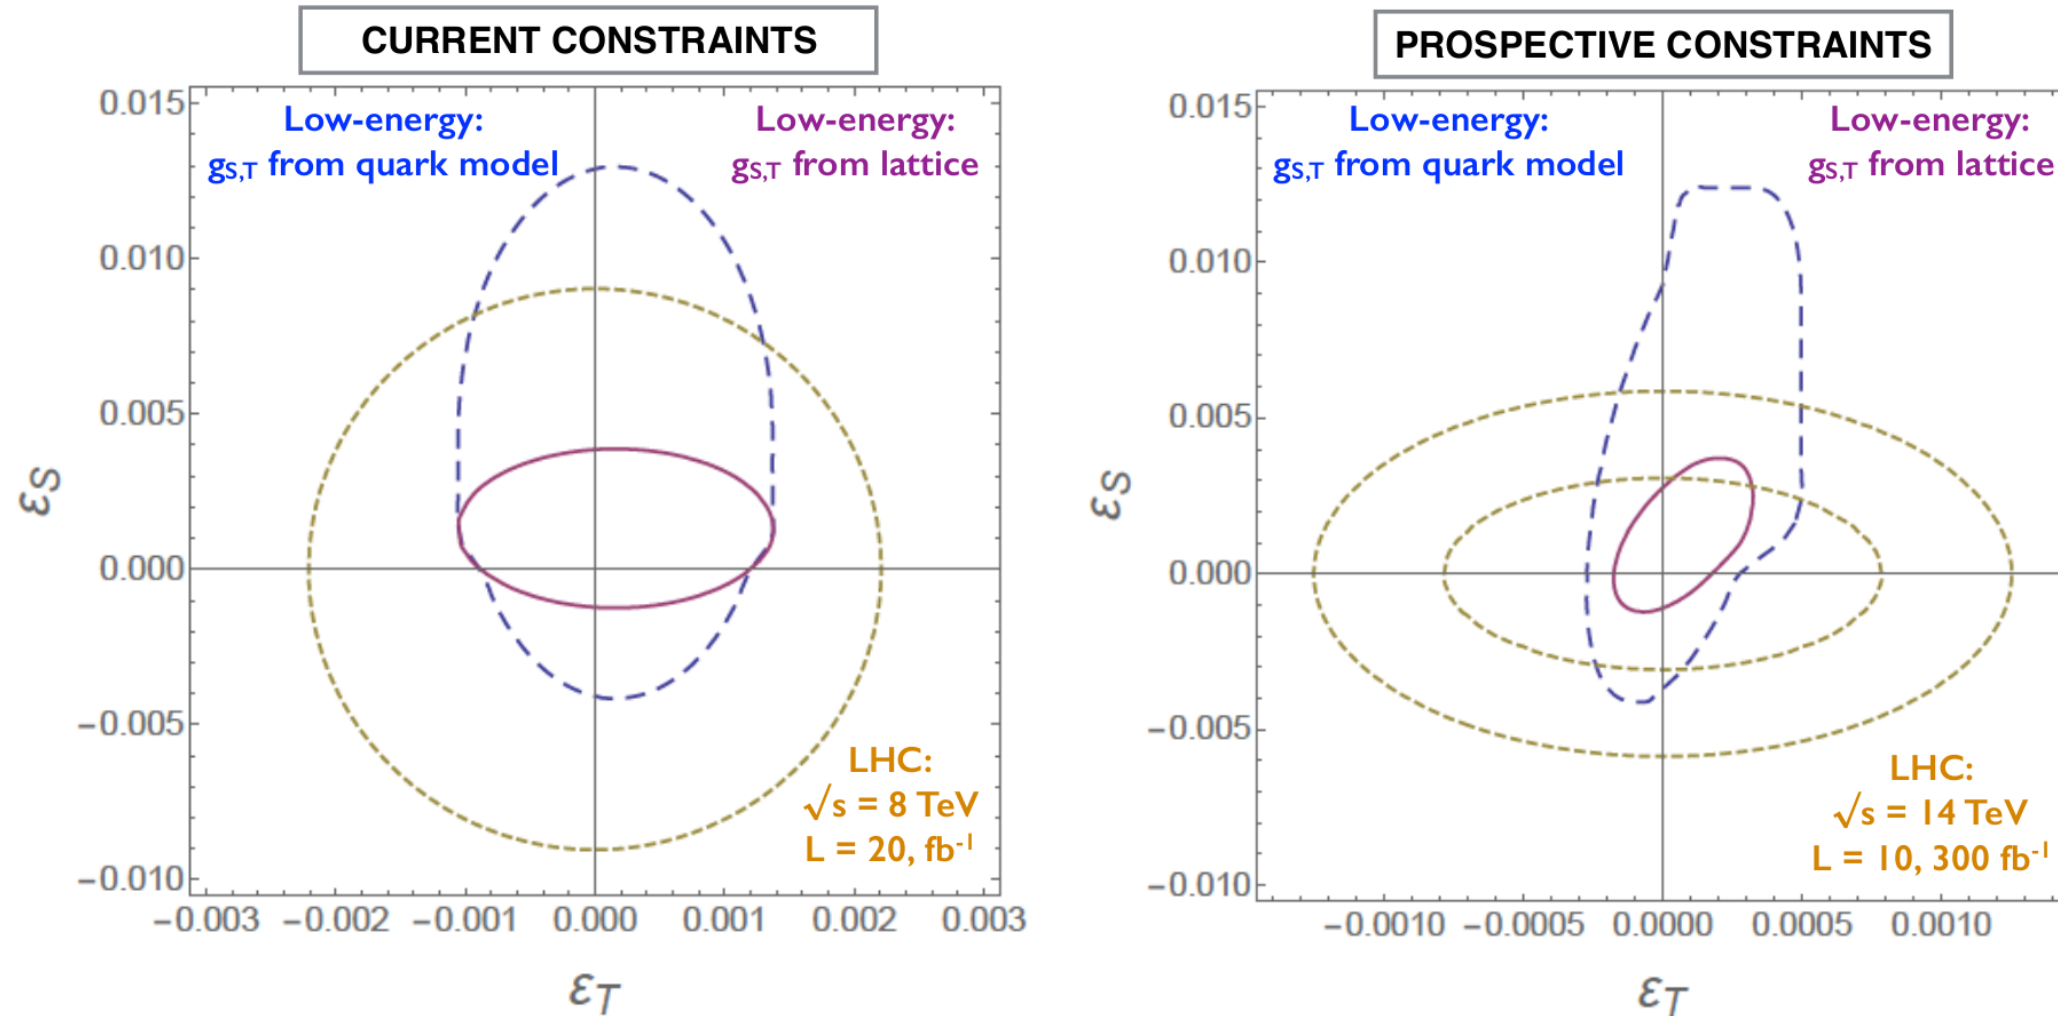 CURRENT CONSTRAINTS
Low-energy:
gS,T from quark model
Low-energy:
gS,T from lattice
0.015
0.010
0.005
0.000
−0.005
−0.010
εS
LHC:
√s = 8 TeV
L = 20, fb-1
−0.003 −0.002 −0.001 0.000 0.001 0.002 0.003
εT
PROSPECTIVE CONSTRAINTS
Low-energy:
gS,T from quark model
Low-energy:
gS,T from lattice
0.015
0.010
0.005
0.000
−0.005
−0.010
εS
LHC:
√s = 14 TeV
L = 10, 300 fb-1
−0.0010 −0.0005 0.0000 0.0005 0.0010
εT